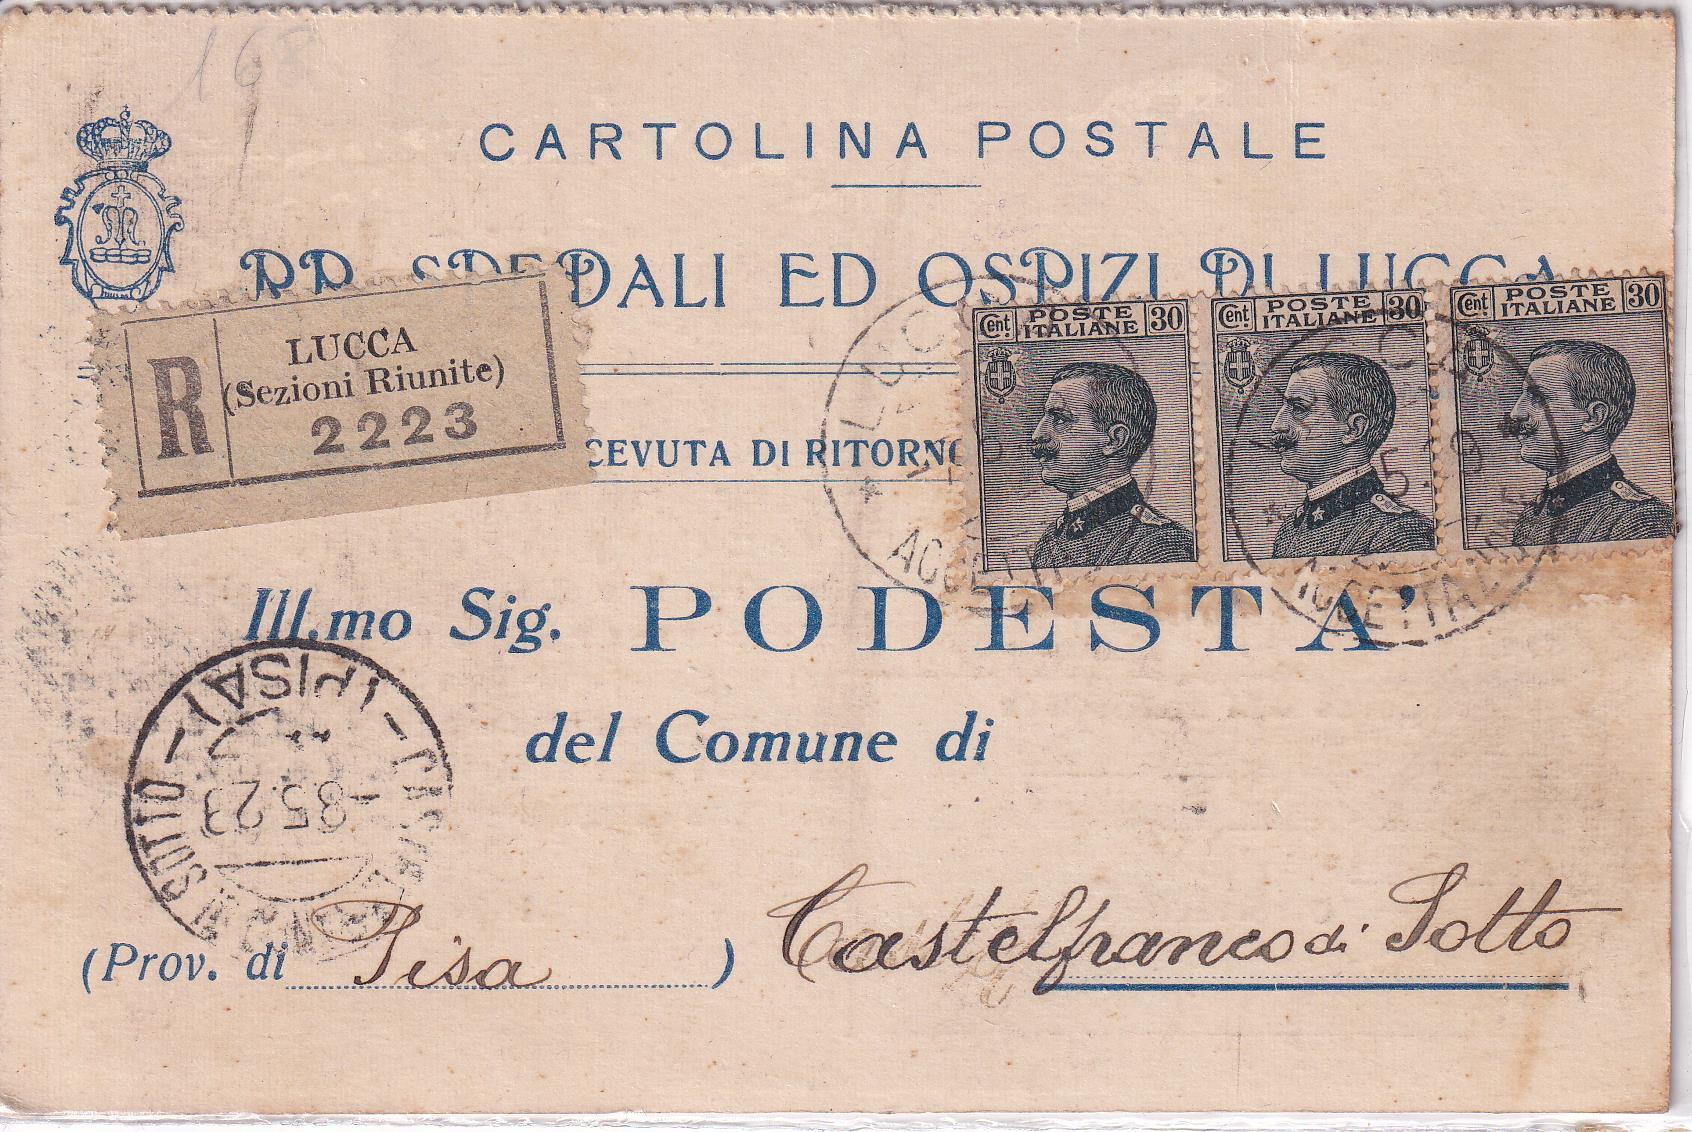 168
CARTOLINA POSTALE
RR. SPEDALI ED OSPIZI DI LUCCA
R
LUCCA
(Sezioni Riunite)
2223
CEVUTA DI RITORNO
Cent POSTE ITALIANE 30
Cent. POSTE ITALIANE 30
Cent POSTE ITALIANE 30
LUCCA
Ill.mo Sig. PODESTA'
del Comune di
(PISA)
-8.5.23
Castelfranco di Sotto
(Prov. di Pisa)